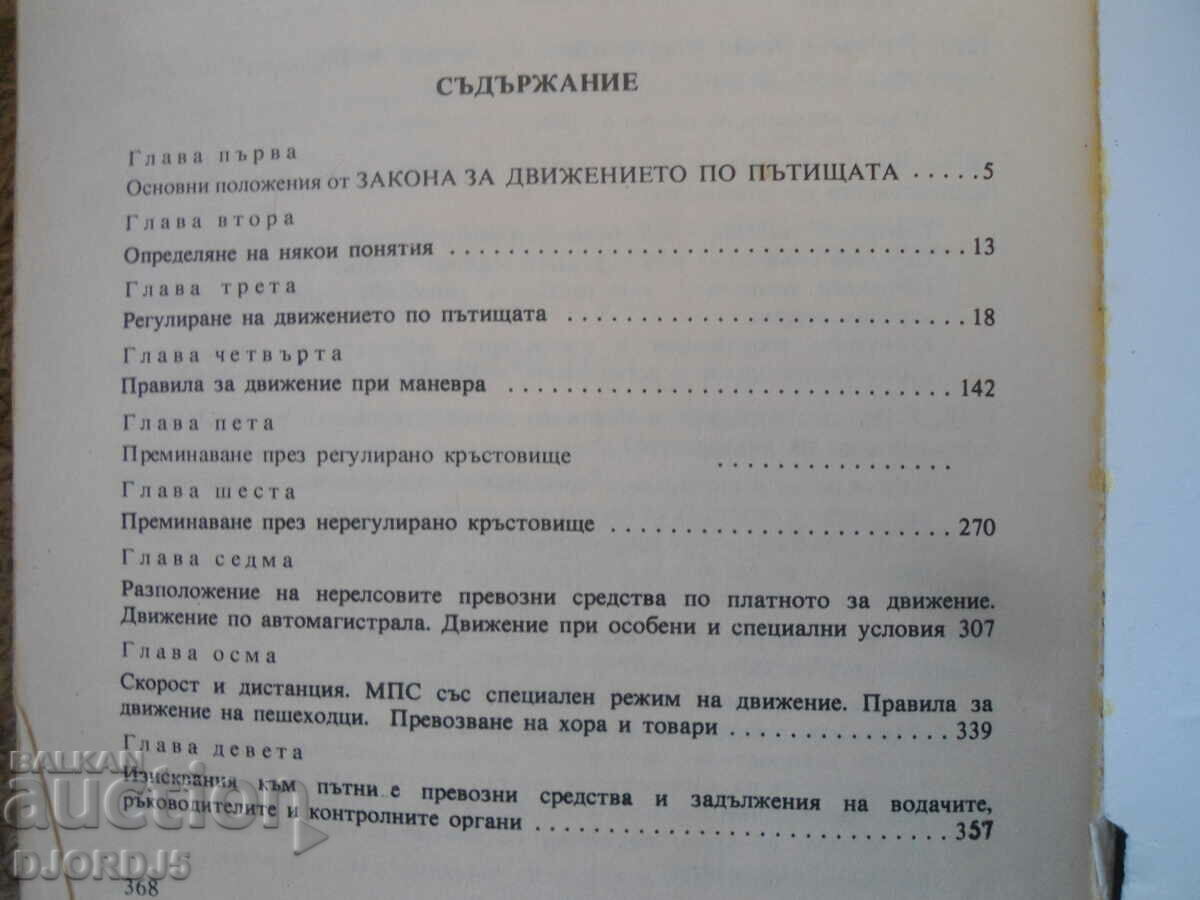 СЪДЪРЖАНИЕ
Глава първа
Основни положения от ЗАКОНА ЗА ДВИЖЕНИЕТО ПО ПЪТИЩАТА .....5
Глава втора
Определяне на някои понятия ........................................ 13
Глава трета
Регулиране на движението по пътищата .............................. 18
Глава четвърта
Правила за движение при маневра .................................. 142
Глава пета
Преминаване през регулирано кръстовище ................
Глава шеста
Преминаване през нерегулирано кръстовище ......................... 270
Глава седма
Разположение на нерелсовите превозни средства по платното за движение.
Движение по автомагистрала. Движение при особени и специални условия 307
Глава осма
Скорост и дистанция. МПС със специален режим на движение. Правила за
движение на пешеходци. Превозване на хора и товари ............... 339
Глава девета
Изисквания към пътни е превозни средства и задължения на водачите,
ръководителите и контролните органи .............................. 357
368
BALKAN
auction
DJORDJ5